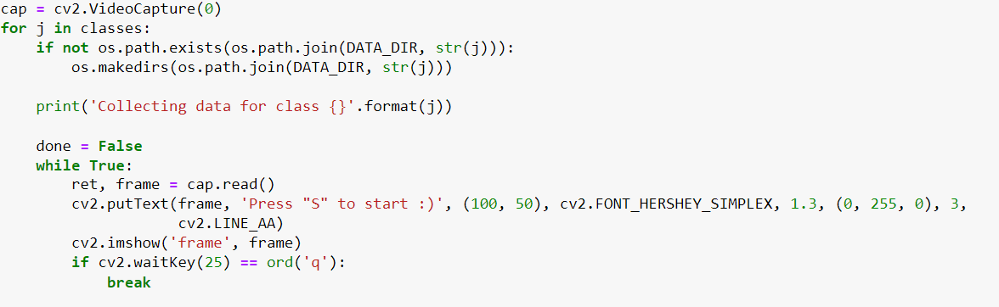 cap = cv2.VideoCapture(0)
for j in classes:
    if not os.path.exists(os.path.join(DATA_DIR, str(j))):
        os.makedirs(os.path.join(DATA_DIR, str(j)))

    print('Collecting data for class {}'.format(j))

    done = False
    while True:
        ret, frame = cap.read()
        cv2.putText(frame, 'Press "S" to start :)', (100, 50), cv2.FONT_HERSHEY_SIMPLEX, 1.3, (0, 255, 0), 3,
                    cv2.LINE_AA)
        cv2.imshow('frame', frame)
        if cv2.waitKey(25) == ord('q'):
            break